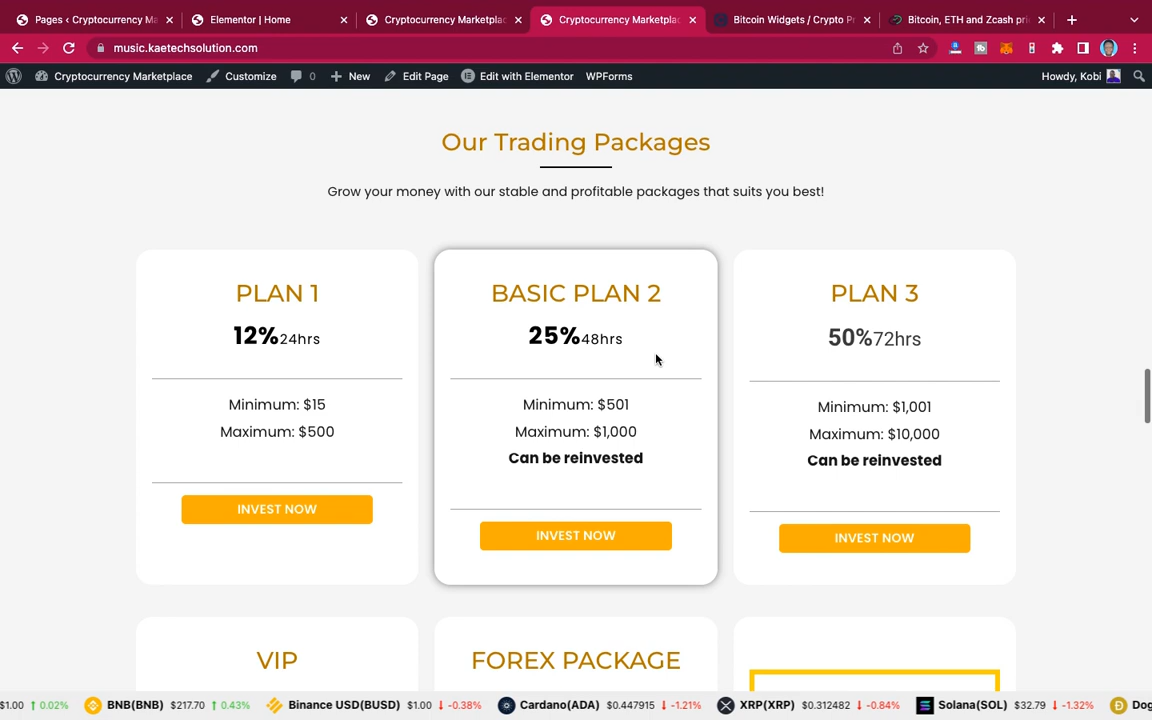 Pages ‹ Cryptocurrency Ma
Elementor | Home
Cryptocurrency Marketplac
Cryptocurrency Marketplac
Bitcoin Widgets / Crypto P
Bitcoin, ETH and Zcash pri
music.kaetechsolution.com
Cryptocurrency Marketplace
Customize
0
New
Edit Page
Edit with Elementor
WPForms
Howdy, Kobi
Our Trading Packages
Grow your money with our stable and profitable packages that suits you best!
PLAN 1
12%24hrs
Minimum: $15
Maximum: $500
INVEST NOW
BASIC PLAN 2
25%48hrs
Minimum: $501
Maximum: $1,000
Can be reinvested
INVEST NOW
PLAN 3
50%72hrs
Minimum: $1,001
Maximum: $10,000
Can be reinvested
INVEST NOW
VIP
FOREX PACKAGE
$1.00 ↑ 0.02% BNB(BNB) $217.70 ↑ 0.43% Binance USD(BUSD) $1.00 ↓ -0.38% Cardano(ADA) $0.447915 ↓ -1.21% XRP(XRP) $0.312482 ↓ -0.84% Solana(SOL) $32.79 ↓ -1.32% Dog